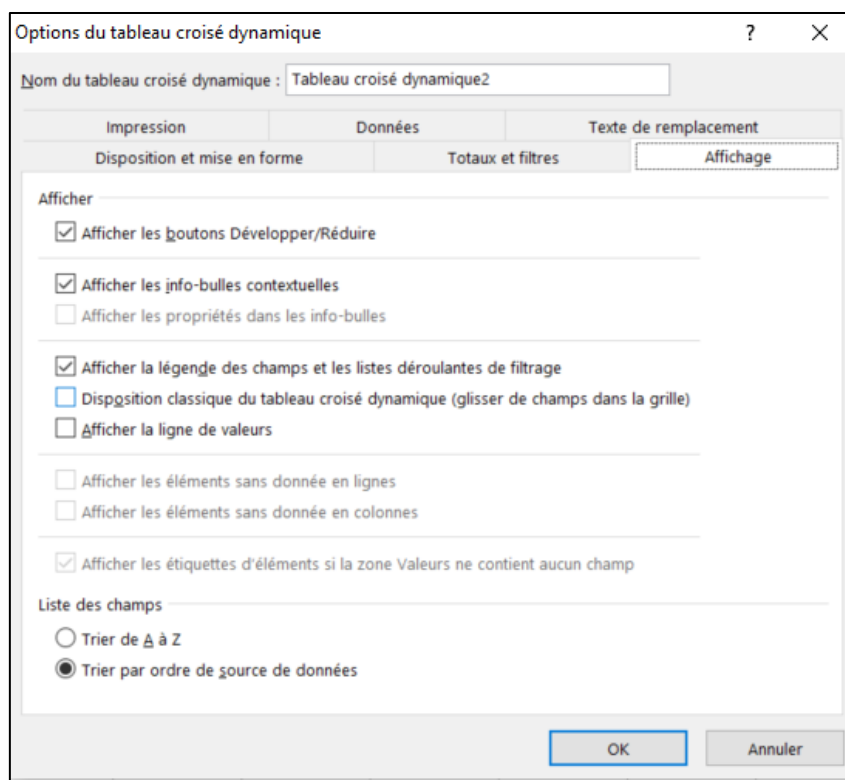 Options du tableau croisé dynamique ?
Nom du tableau croisé dynamique : Tableau croisé dynamique2
Impression Données Texte de remplacement
Disposition et mise en forme Totaux et filtres Affichage
Afficher
Afficher les boutons Développer/Réduire
Afficher les info-bulles contextuelles
Afficher les propriétés dans les info-bulles
Afficher la légende des champs et les listes déroulantes de filtrage
Disposition classique du tableau croisé dynamique (glisser de champs dans la grille)
Afficher la ligne de valeurs
Afficher les éléments sans donnée en lignes
Afficher les éléments sans donnée en colonnes
Afficher les étiquettes d'éléments si la zone Valeurs ne contient aucun champ
Liste des champs
Trier de A à Z
Trier par ordre de source de données
OK Annuler